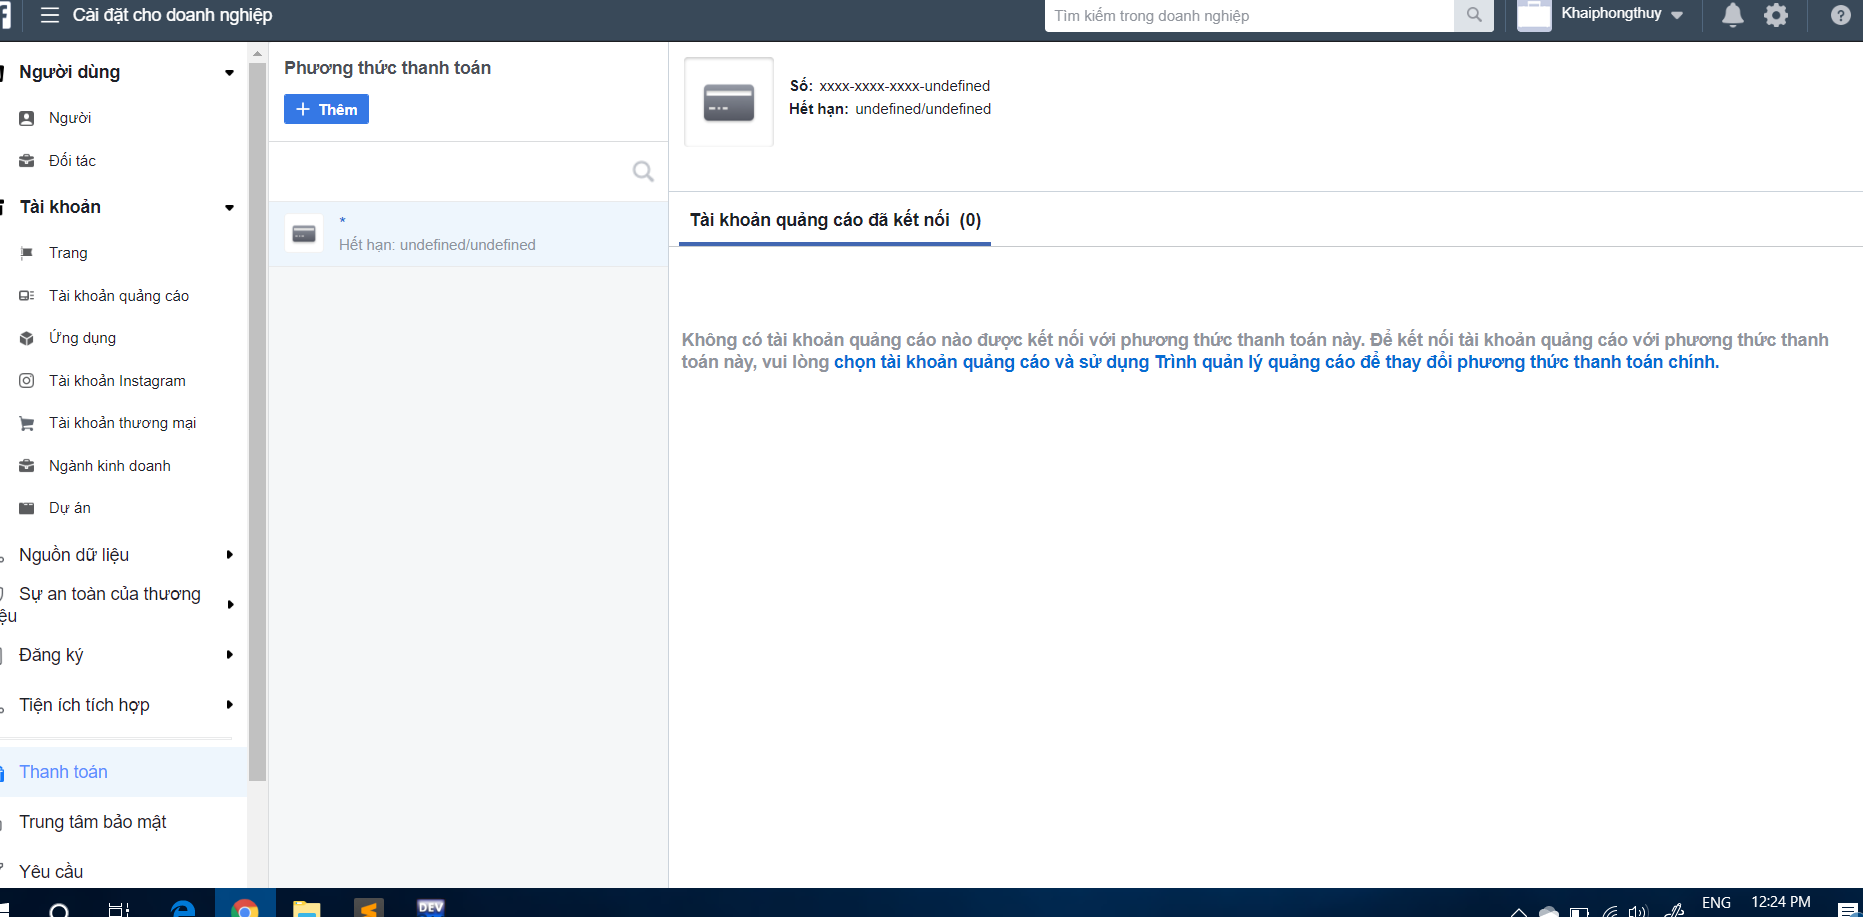 Cài đặt cho doanh nghiệp
Tìm kiếm trong doanh nghiệp
Khaiphongthuy
Người dùng
Người
Đối tác
Tài khoản
Trang
Tài khoản quảng cáo
Ứng dụng
Tài khoản Instagram
Tài khoản thương mại
Ngành kinh doanh
Dự án
Nguồn dữ liệu
Sự an toàn của thương
ệu
Đăng ký
Tiện ích tích hợp
Thanh toán
Trung tâm bảo mật
Yêu cầu
Phương thức thanh toán
+ Thêm
*
Hết hạn: undefined/undefined
Số: xxxx-xxxx-xxxx-undefined
Hết hạn: undefined/undefined
Tài khoản quảng cáo đã kết nối (0)
Không có tài khoản quảng cáo nào được kết nối với phương thức thanh toán này. Để kết nối tài khoản quảng cáo với phương thức thanh
toán này, vui lòng chọn tài khoản quảng cáo và sử dụng Trình quản lý quảng cáo để thay đổi phương thức thanh toán chính.
DEV
ENG
12:24 PM